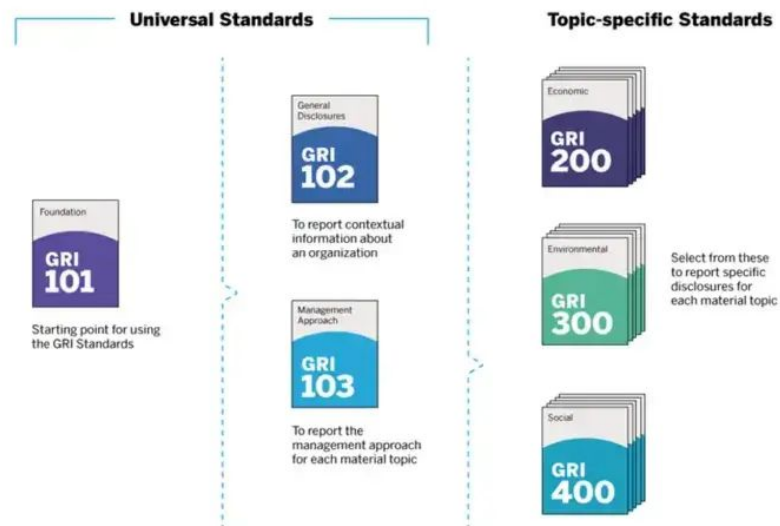 Universal Standards
Topic-specific Standards
Foundation
GRI
101
Starting point for using
the GRI Standards
General
Disclosures
GRI
102
To report contextual
information about
an organization
Management
Approach
GRI
103
To report the
management approach
for each material topic
Economic
GRI
200
Environmental
GRI
300
Social
GRI
400
Select from these
to report specific
disclosures for
each material topic